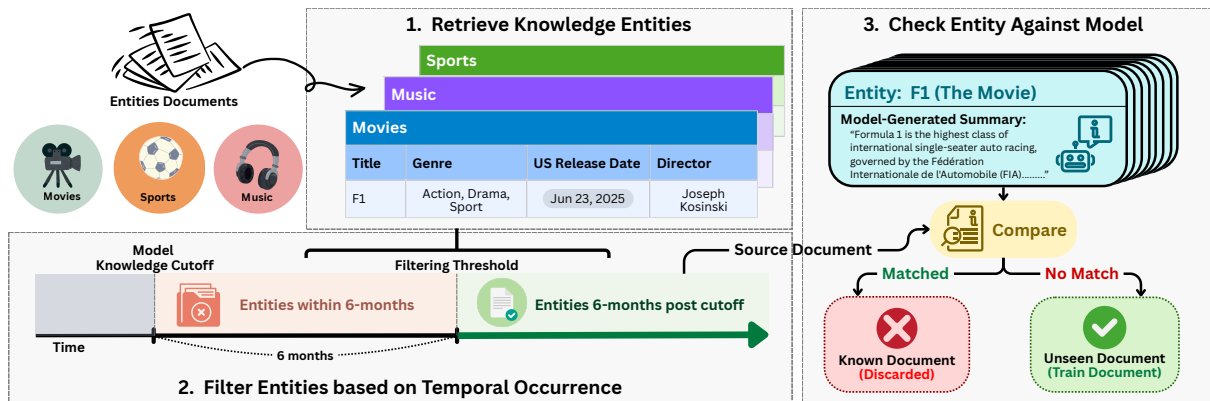 Entities Documents
Movies
Sports
Music
1. Retrieve Knowledge Entities
Sports
Music
Movies
Title
Genre
US Release Date
Director
F1
Action, Drama,
Sport
Jun 23, 2025
Joseph
Kosinski
Model
Knowledge Cutoff
Filtering Threshold
Entities within 6-months
Entities 6-months post cutoff
Time
6 months
2. Filter Entities based on Temporal Occurrence
Source Document
3. Check Entity Against Model
Entity: F1 (The Movie)
Model-Generated Summary:
“Formula 1 is the highest class of
international single-seater auto racing,
governed by the Fédération
Internationale de l'Automobile (FIA)........”
Compare
Matched
No Match
Known Document
(Discarded)
Unseen Document
(Train Document)